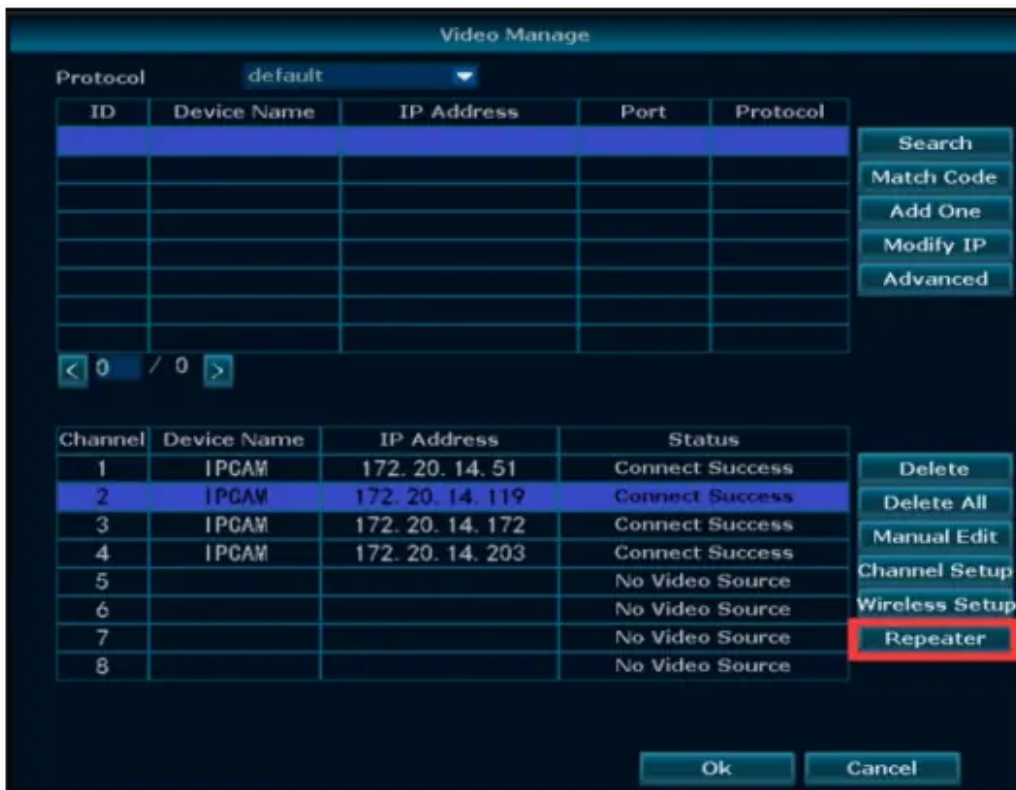 Video Manage
Protocol default
ID Device Name IP Address Port Protocol
Search
Match Code
Add One
Modify IP
Advanced
< 0 / 0 >
Channel Device Name IP Address Status
1 IPCAM 172. 20. 14. 51 Connect Success
2 IPCAM 172. 20. 14. 119 Connect Success
3 IPCAM 172. 20. 14. 172 Connect Success
4 IPCAM 172. 20. 14. 203 Connect Success
5 No Video Source
6 No Video Source
7 No Video Source
8 No Video Source
Delete
Delete All
Manual Edit
Channel Setup
Wireless Setup
Repeater
Ok Cancel